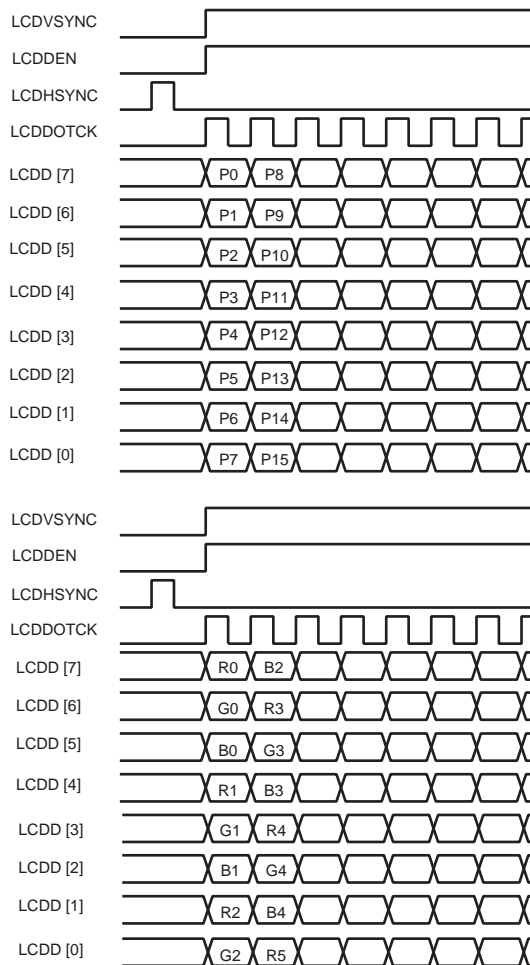 LCDVSYNC
LCDDEN
LCDHSYNC
LCDDOTCK
LCDD [7] P0 P8
LCDD [6] P1 P9
LCDD [5] P2 P10
LCDD [4] P3 P11
LCDD [3] P4 P12
LCDD [2] P5 P13
LCDD [1] P6 P14
LCDD [0] P7 P15
LCDVSYNC
LCDDEN
LCDHSYNC
LCDDOTCK
LCDD [7] R0 B2
LCDD [6] G0 R3
LCDD [5] B0 G3
LCDD [4] R1 B3
LCDD [3] G1 R4
LCDD [2] B1 G4
LCDD [1] R2 B4
LCDD [0] G2 R5